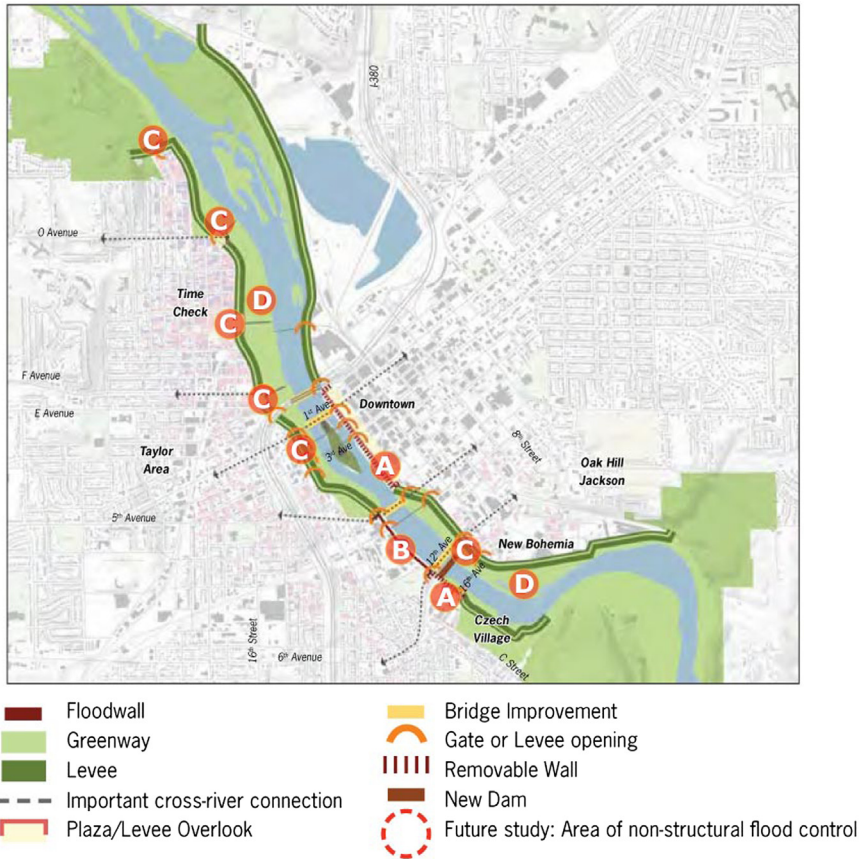 I-380
C
C
O Avenue
Time
Check
D
C
F Avenue
C
E Avenue
1st Ave
Downtown
C
3rd Ave
A
Taylor
Area
8th Street
Oak Hill
Jackson
5th Avenue
B
12th Ave
C
New Bohemia
16th Ave
D
A
Czech
Village
16th Street
6th Avenue
C Street
Floodwall
Greenway
Levee
Important cross-river connection
Plaza/Levee Overlook
Bridge Improvement
Gate or Levee opening
Removable Wall
New Dam
Future study: Area of non-structural flood control